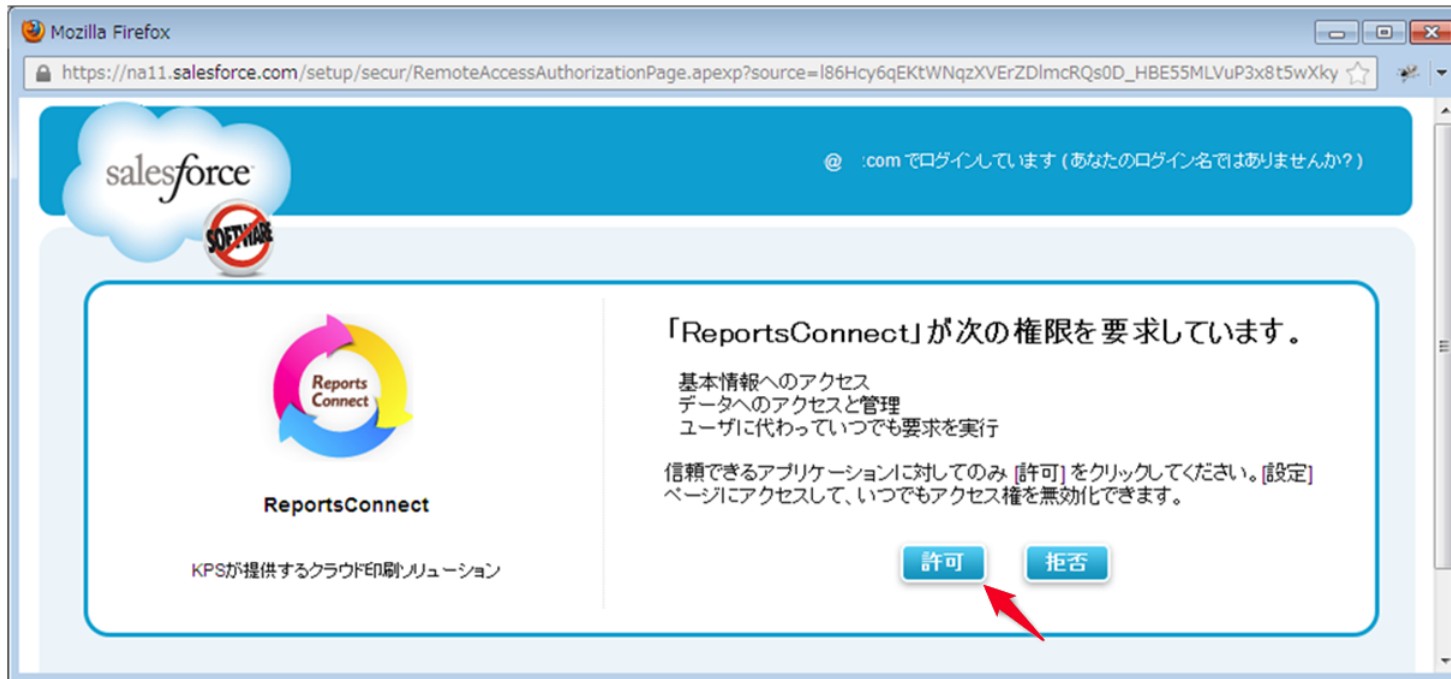 Mozilla Firefox
https://na11.salesforce.com/setup/secur/RemoteAccessAuthorizationPage.apexp?source=l86Hcy6qEKtWNqzXVErZDlmcRQs0D_HBE55MLVuP3x8t5wXky
salesforce
SOFTWARE
@ :com でログインしています (あなたのログイン名ではありませんか? )
Reports
Connect
ReportsConnect
KPSが提供するクラウド印刷ソリューション
「ReportsConnect」が次の権限を要求しています。
基本情報へのアクセス
データへのアクセスと管理
ユーザに代わっていつでも要求を実行
信頼できるアプリケーションに対してのみ [許可] をクリックしてください。[設定]
ページにアクセスして、いつでもアクセス権を無効化できます。
許可
拒否